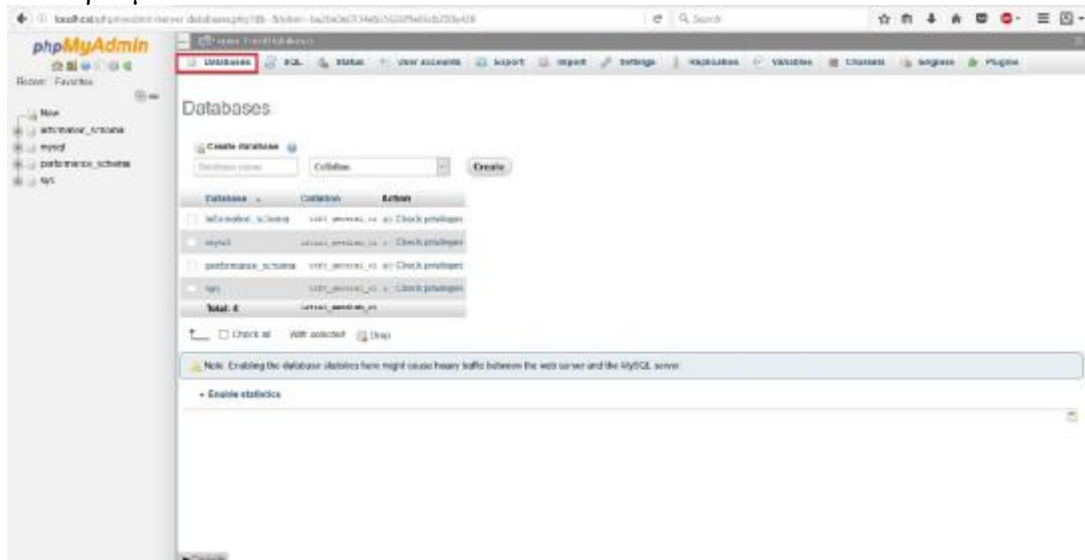 Search
phpMyAdmin
Recent Favorites
New
information_schema
mysql
performance_schema
sys
Databases SQL Status User accounts Export Import Settings Replication Variables Charsets Engines Plugins
Databases
Create database
Database name Collation Create
Database Collation Action
information_schema Check privileges
mysql Check privileges
performance_schema Check privileges
sys Check privileges
Total: 4
Check all With selected: Drop
Note: Enabling the database statistics here might cause heavy traffic between the web server and the MySQL server.
Enable statistics
Console